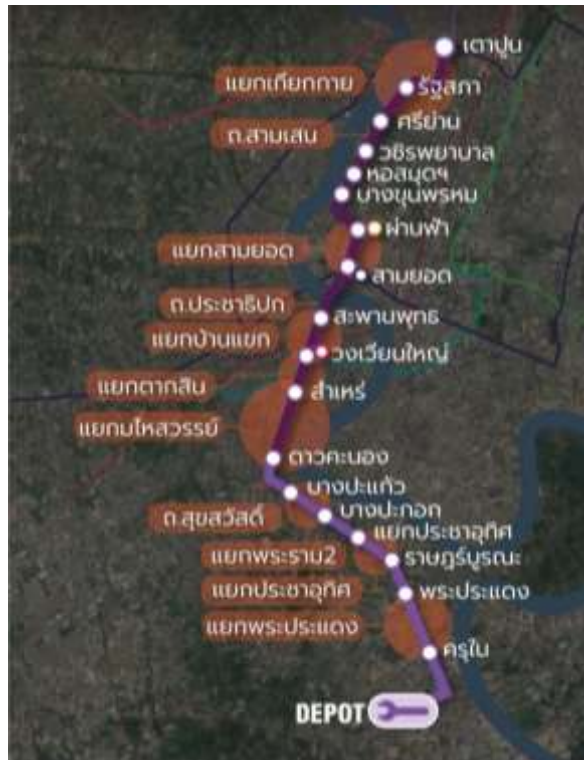 เตาปูน
แยกเกียกกาย
รัฐสภา
ศรีย่าน
ถ.สามเสน
วชิรพยาบาล
หอสมุดฯ
บางขุนพรหม
ผ่านฟ้า
แยกสามยอด
สามยอด
ถ.ประชาธิปก
สะพานพุทธ
แยกบ้านแขก
วงเวียนใหญ่
แยกตากสิน
สำเหร่
แยกมไหสวรรย์
ดาวคะนอง
บางปะแก้ว
ถ.สุขสวัสดิ์
บางปะกอก
แยกประชาอุทิศ
แยกพระราม2
ราษฎร์บูรณะ
แยกประชาอุทิศ
พระประแดง
แยกพระประแดง
ครุใน
DEPOT